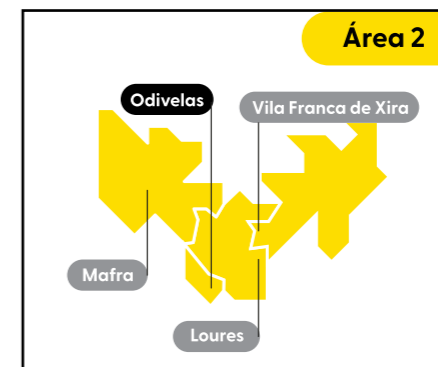 Área 2
Odivelas
Vila Franca de Xira
Mafra
Loures